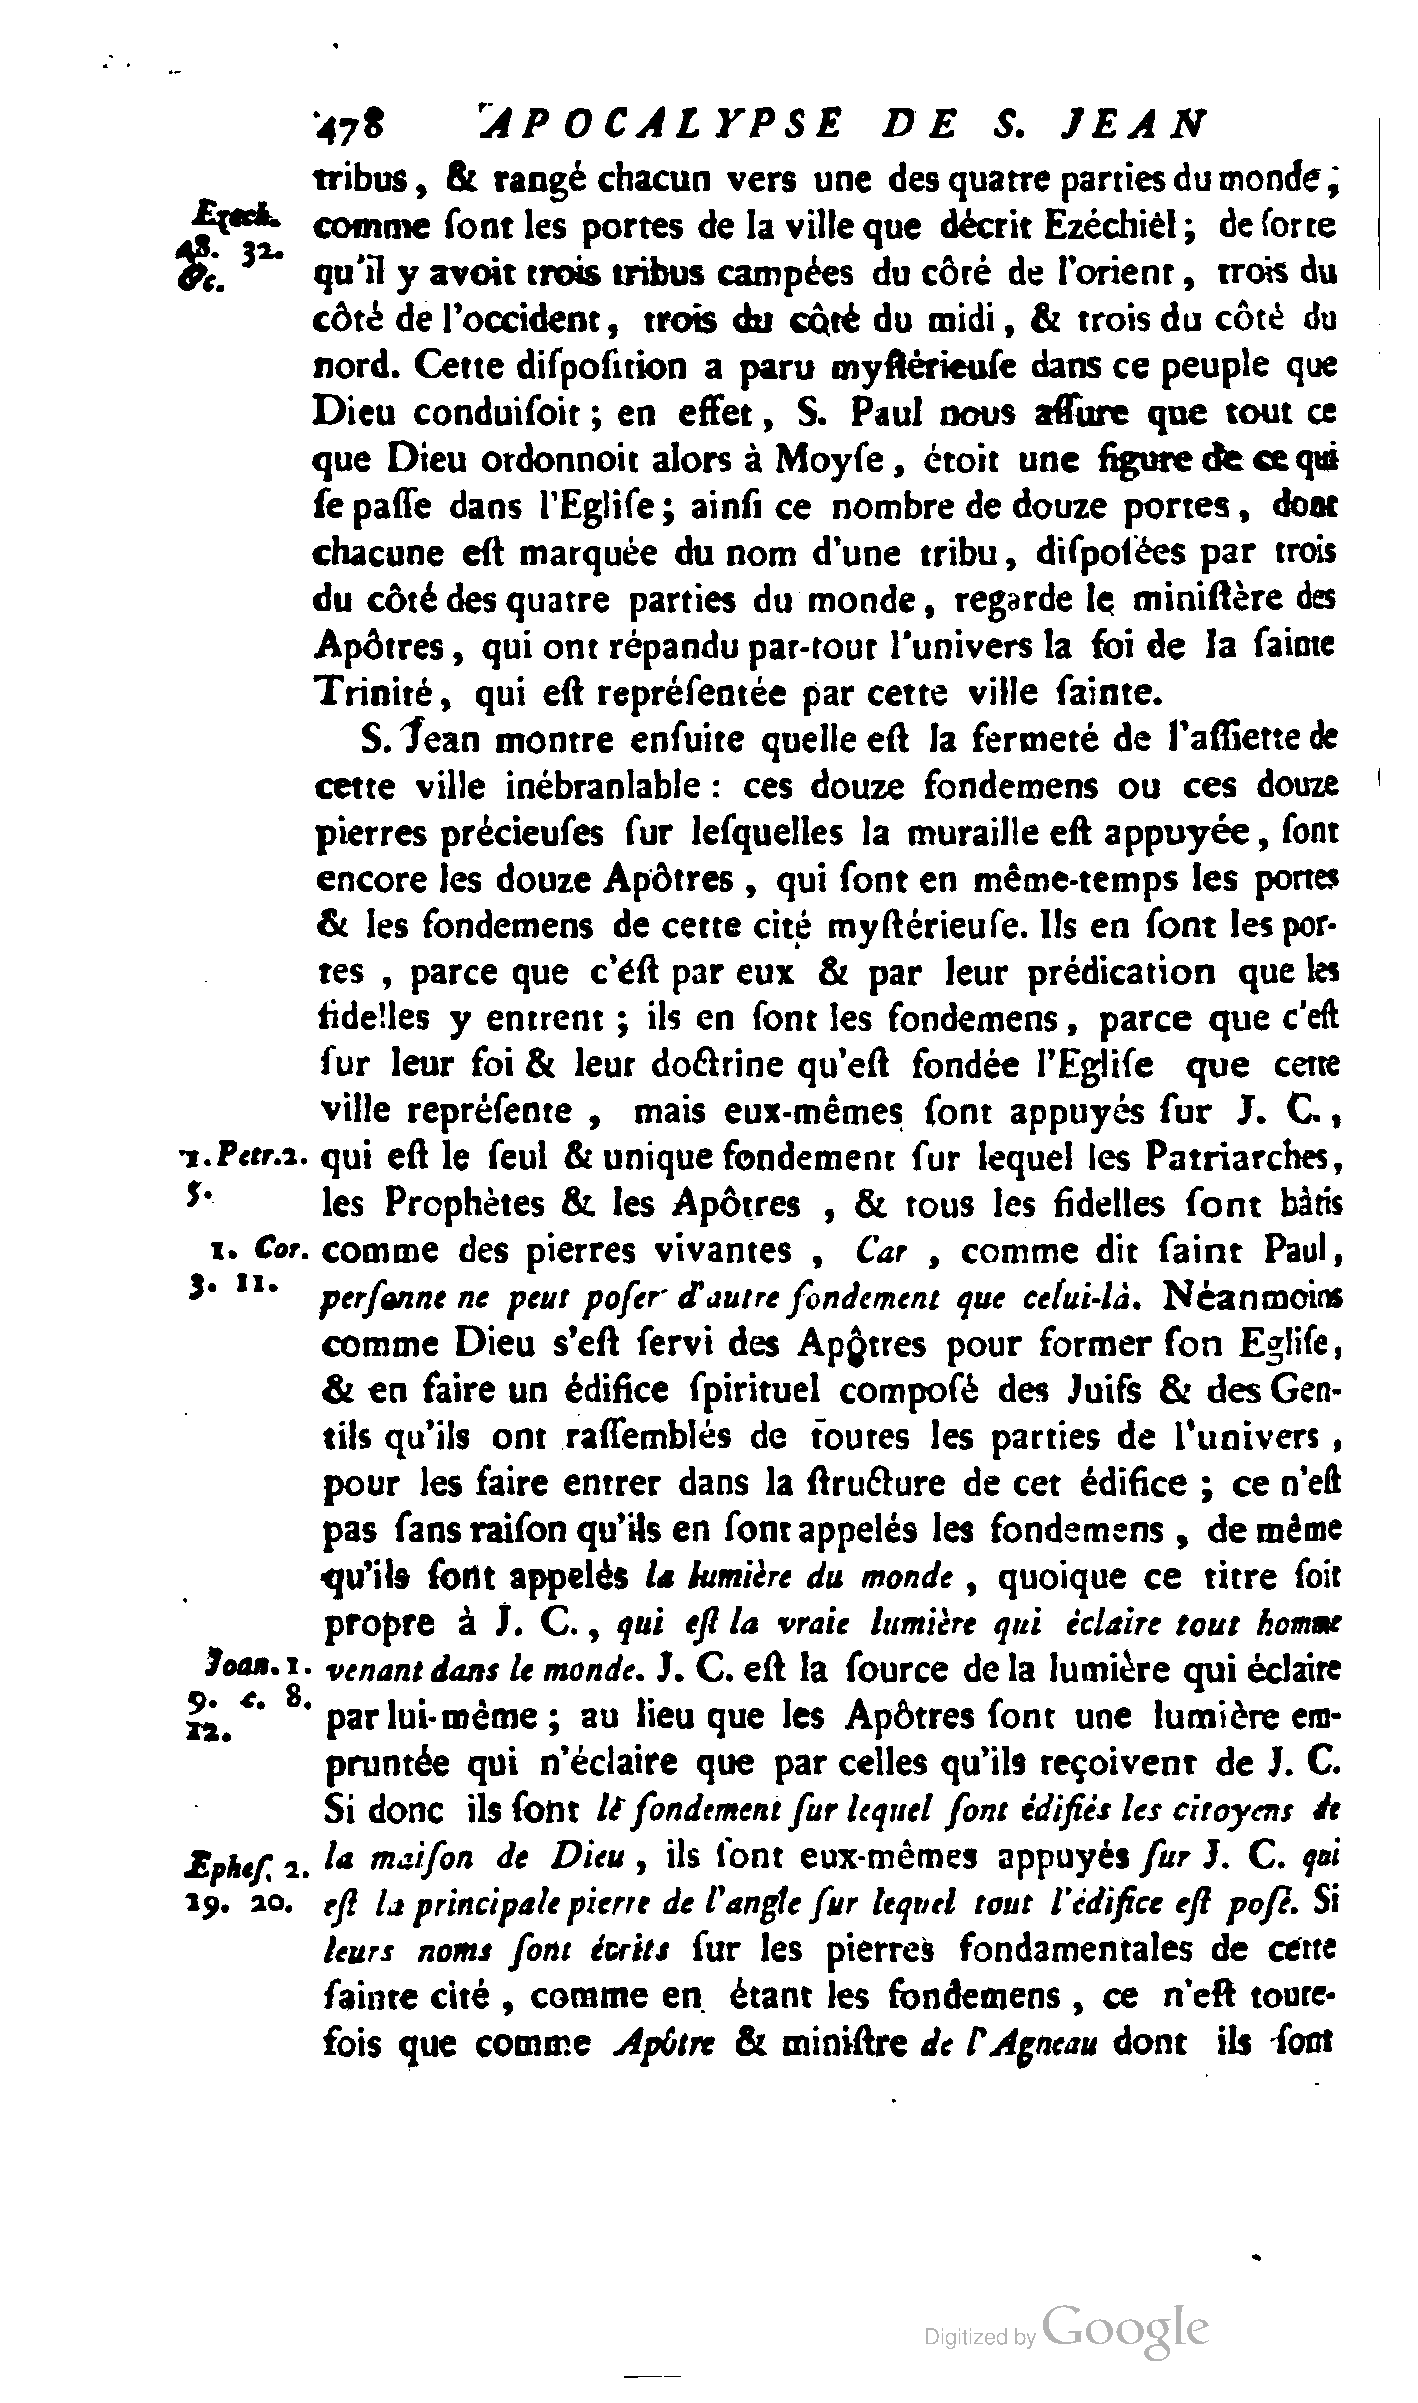 478 APOCALYPSE DE S. JEAN
tribus, & rangé chacun vers une des quatre parties du monde;
Ezech. comme ſont les portes de la ville que décrit Ezéchiel; de ſorte
48. 32. &c. qu'il y avoit trois tribus campées du côté de l'orient, trois du
côté de l'occident, trois du côté du midi, & trois du côté du
nord. Cette diſpoſition a paru myſtérieuſe dans ce peuple que
Dieu conduiſoit; en effet, S. Paul nous aſſure que tout ce
que Dieu ordonnoit alors à Moyſe, étoit une figure de ce qui
ſe paſſe dans l'Egliſe; ainſi ce nombre de douze portes, dont
chacune eſt marquée du nom d'une tribu, diſpoſées par trois
du côté des quatre parties du monde, regarde le miniſtère des
Apôtres, qui ont répandu par-tout l'univers la foi de la ſainte
Trinité, qui eſt repréſentée par cette ville ſainte.
S. Jean montre enſuite quelle eſt la fermeté de l'aſſiette de
cette ville inébranlable : ces douze fondemens ou ces douze
pierres précieuſes ſur leſquelles la muraille eſt appuyée, ſont
encore les douze Apôtres, qui ſont en même-temps les portes
& les fondemens de cette cité myſtérieuſe. Ils en ſont les por-
tes, parce que c'éſt par eux & par leur prédication que les
fidelles y entrent; ils en ſont les fondemens, parce que c'eſt
ſur leur foi & leur doctrine qu'eſt fondée l'Egliſe que cette
ville repréſente, mais eux-mêmes ſont appuyés ſur J. C.,
1. Petr. 2. qui eſt le ſeul & unique fondement ſur lequel les Patriarches,
5. les Prophètes & les Apôtres, & tous les fidelles ſont bâtis
1. Cor. comme des pierres vivantes, Car, comme dit ſaint Paul,
3. 11. perſonne ne peut poſer d'autre fondement que celui-là. Néanmoins
comme Dieu s'eſt ſervi des Apôtres pour former ſon Egliſe,
& en faire un édifice ſpirituel compoſé des Juifs & des Gen-
tils qu'ils ont raſſemblés de toutes les parties de l'univers,
pour les faire entrer dans la ſtructure de cet édifice; ce n'eſt
pas ſans raiſon qu'ils en ſont appelés les fondemens, de même
qu'ils ſont appelés la lumière du monde, quoique ce titre ſoit
propre à J. C., qui eſt la vraie lumière qui éclaire tout homme
Joan. 1. venant dans le monde. J. C. eſt la ſource de la lumière qui éclaire
9. c. 8. 12. par lui-même; au lieu que les Apôtres ſont une lumière em-
pruntée qui n'éclaire que par celles qu'ils reçoivent de J. C.
Si donc ils ſont le fondement ſur lequel ſont édifiés les citoyens de
Epheſ. 2. la maiſon de Dieu, ils ſont eux-mêmes appuyés ſur J. C. qui
19. 20. eſt la principale pierre de l'angle ſur lequel tout l'édifice eſt poſé. Si
leurs noms ſont écrits ſur les pierres fondamentales de cette
ſainte cité, comme en étant les fondemens, ce n'eſt toute-
fois que comme Apôtre & miniſtre de l'Agneau dont ils ſont
Digitized by Google